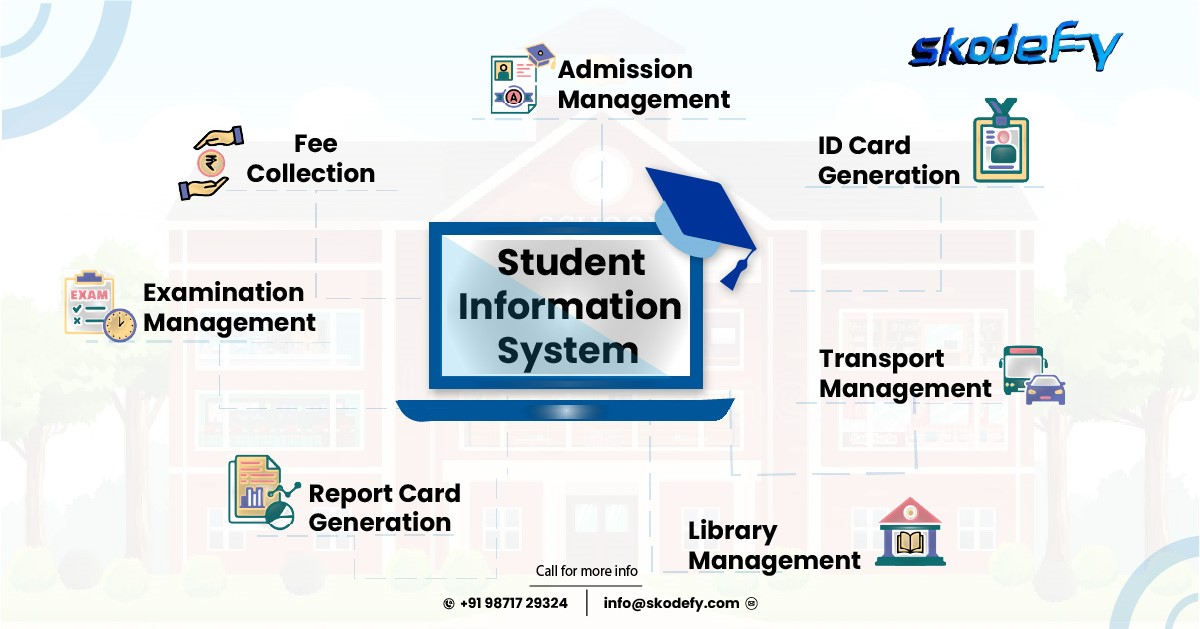 skodefy
Admission
Management
Fee
Collection
₹
ID Card
Generation
SCHOOL
Student
Information
System
EXAM
Examination
Management
Transport
Management
A
Report Card
Generation
Library
Management
Call for more info
+91 98717 29324
info@skodefy.com